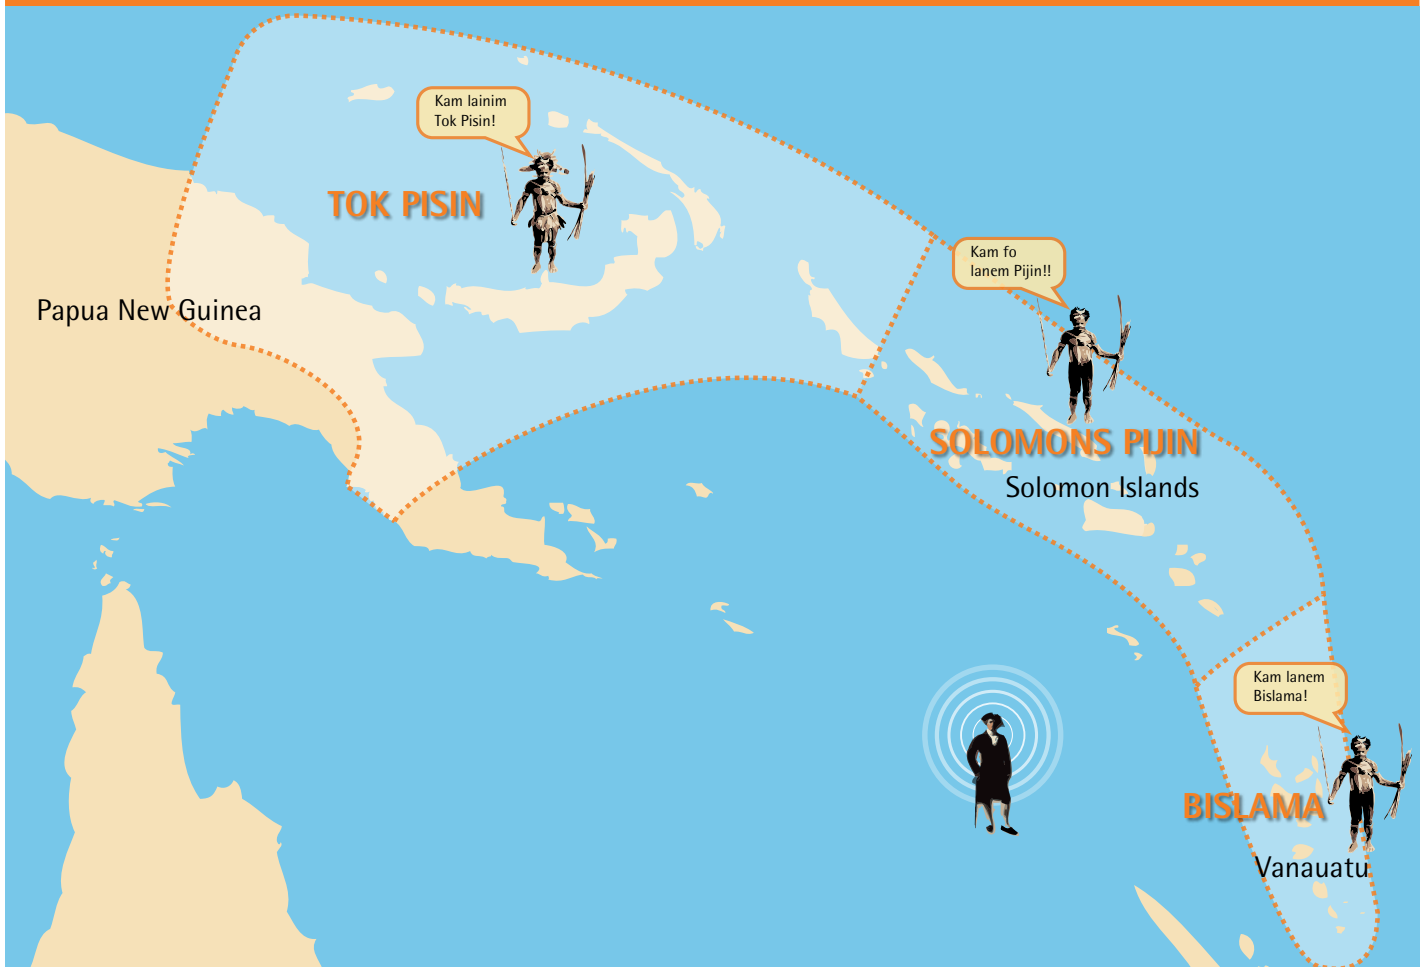 Kam lainim
Tok Pisin!
TOK PISIN
Kam fo
lanem Pijin!!
Papua New Guinea
SOLOMONS PIJIN
Solomon Islands
Kam lanem
Bislama!
BISLAMA
Vanauatu